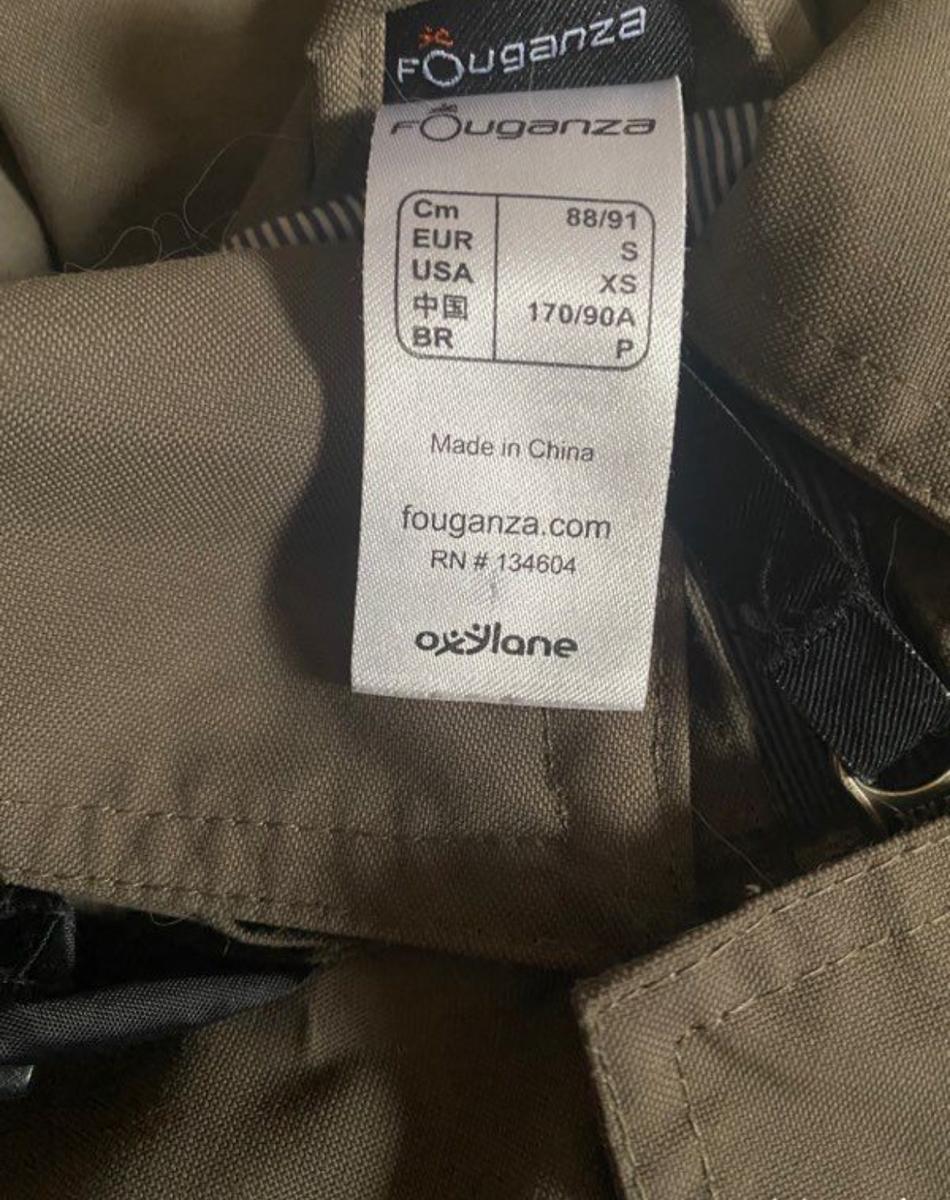 Fouganza
Fouganza
Cm 88/91
EUR S
USA XS
中国 170/90A
BR P
Made in China
fouganza.com
RN # 134604
oxylane